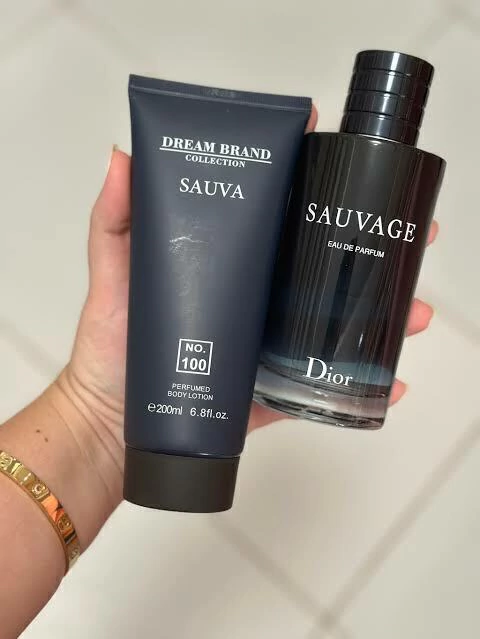 DREAM BRAND
COLLECTION
SAUVA
NO.
100
PERFUMED
BODY LOTION
℮200ml 6.8fl.oz.
SAUVAGE
EAU DE PARFUM
Dior